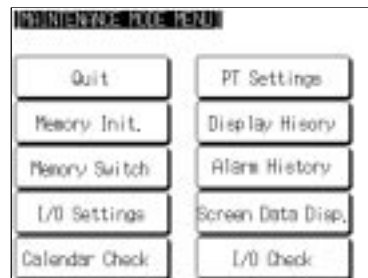 [MAINTENANCE MODE MENU]
Quit
PT Settings
Memory Init.
Display Hisory
Memory Switch
Alarm History
I/O Settings
Screen Data Disp.
Calendar Check
I/O Check